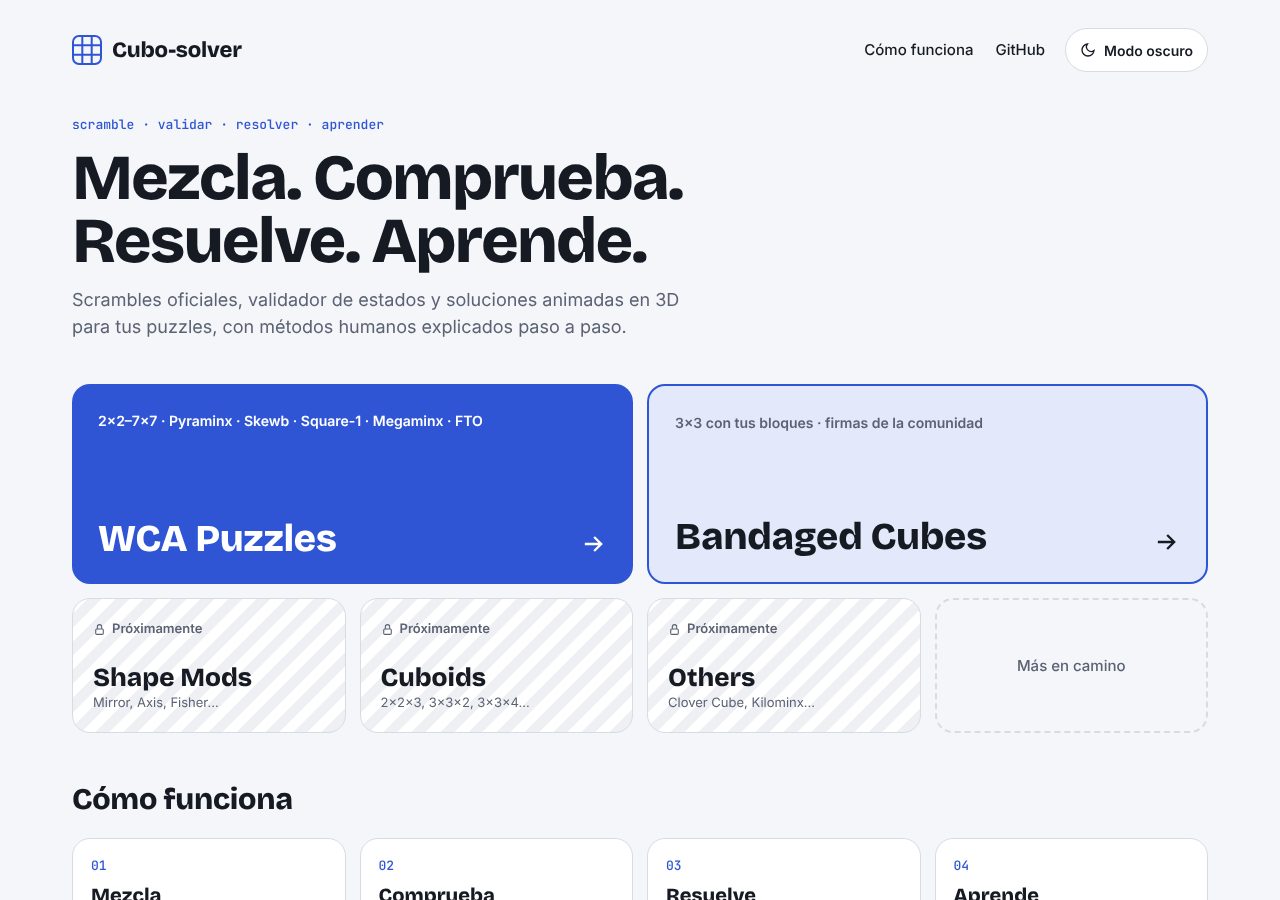 Cubo-solver
Cómo funciona
GitHub
Modo oscuro
scramble · validar · resolver · aprender
Mezcla. Comprueba.
Resuelve. Aprende.
Scrambles oficiales, validador de estados y soluciones animadas en 3D
para tus puzzles, con métodos humanos explicados paso a paso.
2×2–7×7 · Pyraminx · Skewb · Square-1 · Megaminx · FTO
WCA Puzzles
3×3 con tus bloques · firmas de la comunidad
Bandaged Cubes
Próximamente
Shape Mods
Mirror, Axis, Fisher…
Próximamente
Cuboids
2×2×3, 3×3×2, 3×3×4…
Próximamente
Others
Clover Cube, Kilominx…
Más en camino
Cómo funciona
01
Mezcla
02
Comprueba
03
Resuelve
04
Aprende